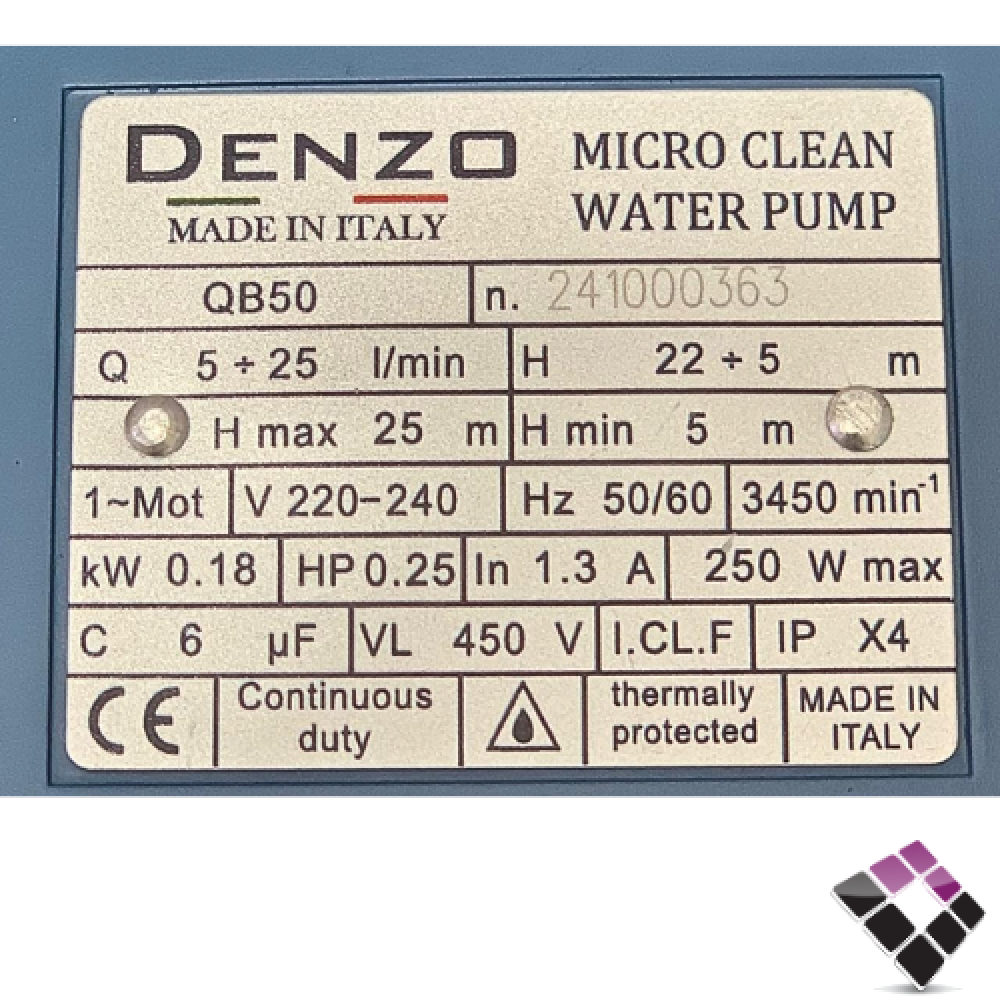 DENZO
MADE IN ITALY
MICRO CLEAN
WATER PUMP
QB50 n. 241000363
Q 5 ÷ 25 l/min H 22 ÷ 5 m
H max 25 m H min 5 m
1~Mot V 220-240 Hz 50/60 3450 min⁻¹
kW 0.18 HP 0.25 In 1.3 A 250 W max
C 6 µF VL 450 V I.CL.F IP X4
CE Continuous duty thermally protected MADE IN ITALY